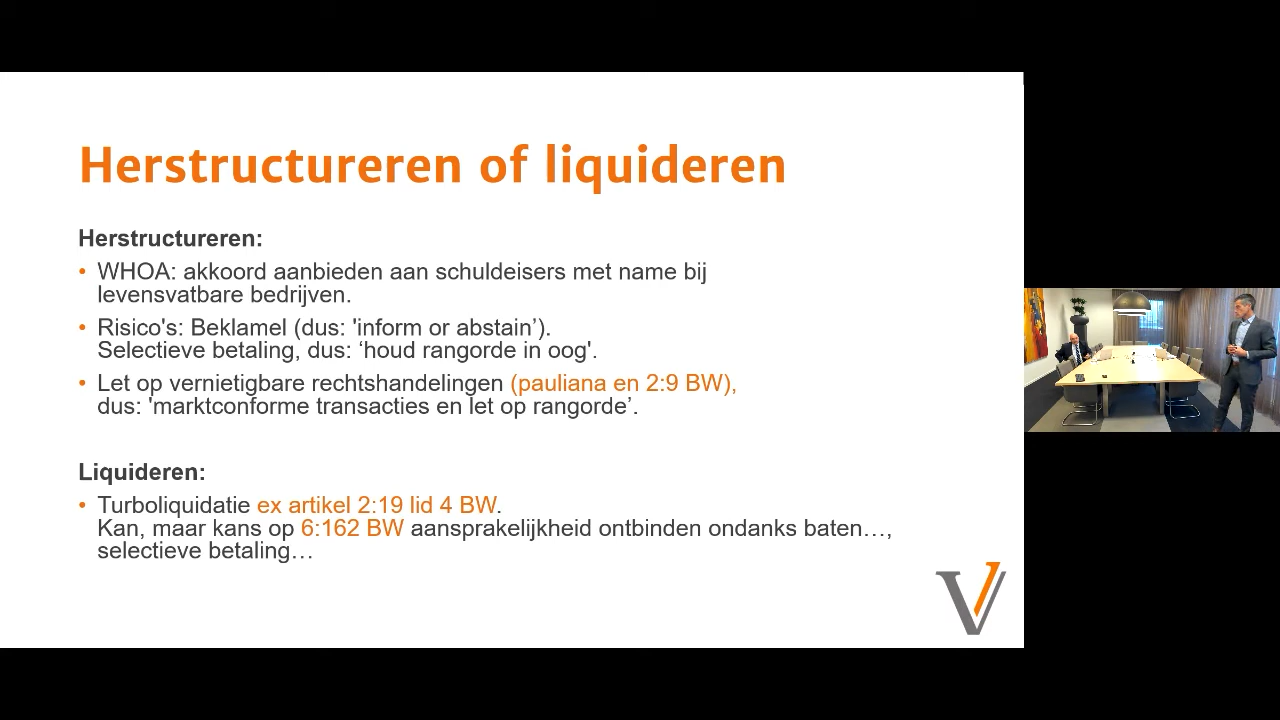 Herstructureren of liquideren
Herstructureren:
• WHOA: akkoord aanbieden aan schuldeisers met name bij
levensvatbare bedrijven.
• Risico's: Beklamel (dus: 'inform or abstain’).
Selectieve betaling, dus: ‘houd rangorde in oog'.
• Let op vernietigbare rechtshandelingen (pauliana en 2:9 BW),
dus: 'marktconforme transacties en let op rangorde’.
Liquideren:
• Turboliquidatie ex artikel 2:19 lid 4 BW.
Kan, maar kans op 6:162 BW aansprakelijkheid ontbinden ondanks baten…,
selectieve betaling…